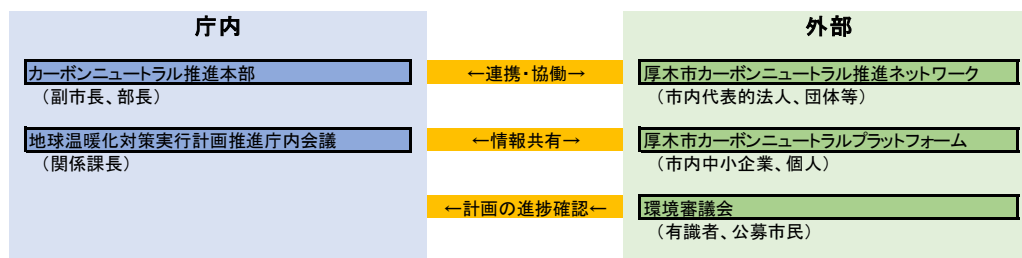 庁内
外部
カーボンニュートラル推進本部
←連携・協働→
厚木市カーボンニュートラル推進ネットワーク
（副市長、部長）
（市内代表的法人、団体等）
地球温暖化対策実行計画推進庁内会議
←情報共有→
厚木市カーボンニュートラルプラットフォーム
（関係課長）
（市内中小企業、個人）
←計画の進捗確認←
環境審議会
（有識者、公募市民）